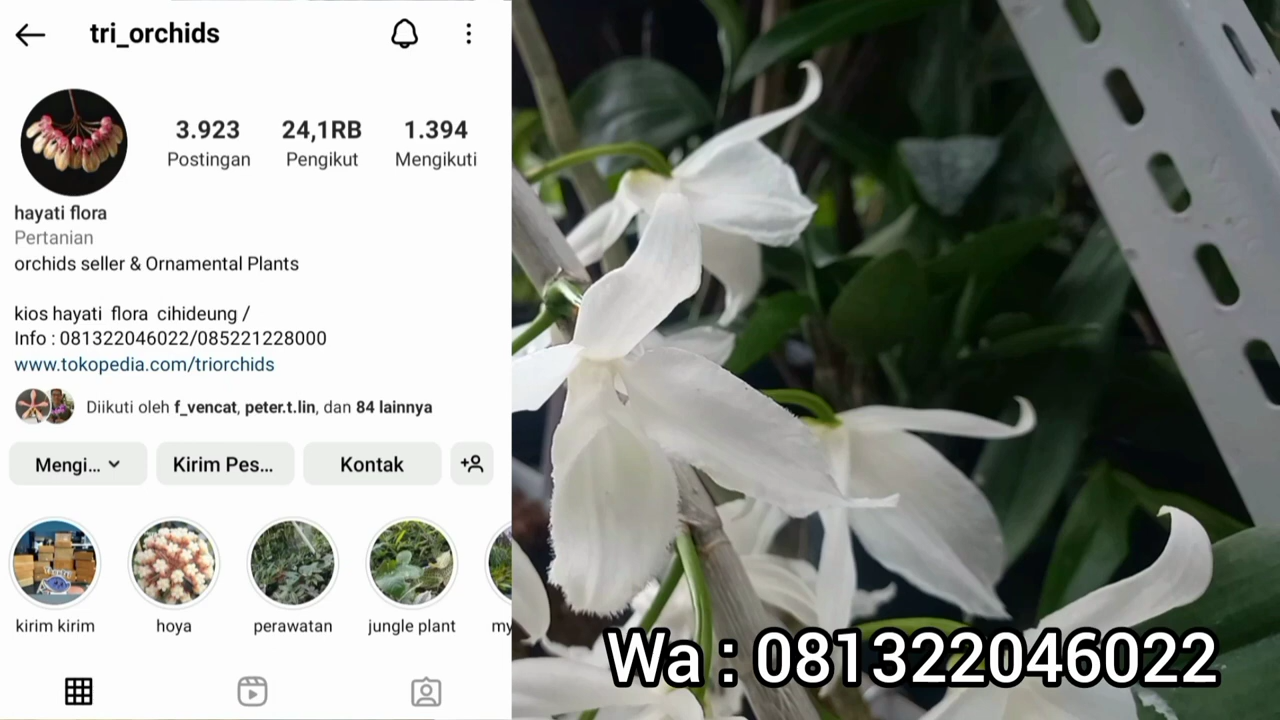 tri_orchids
3.923
24,1RB
1.394
Postingan
Pengikut
Mengikuti
hayati flora
Pertanian
orchids seller & Ornamental Plants
kios hayati flora cihideung /
Info : 081322046022/085221228000
www.tokopedia.com/triorchids
Diikuti oleh f_vencat, peter.t.lin, dan 84 lainnya
Mengi...
Kirim Pes...
Kontak
kirim kirim
hoya
perawatan
jungle plant
my
Wa : 081322046022